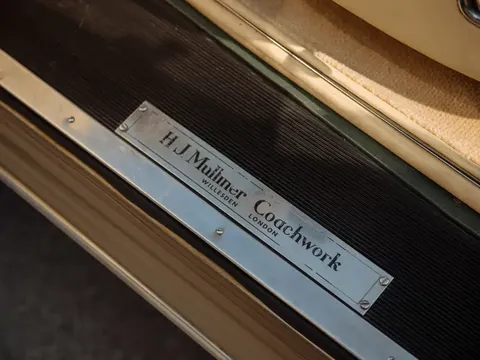 H J Mulliner Coachwork
WILLESDEN LONDON